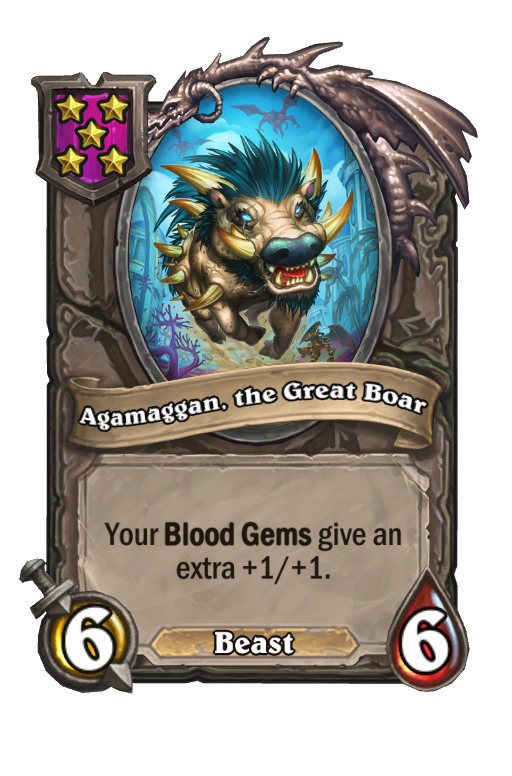 Agamaggan, the Great Boar
Your Blood Gems give an
extra +1/+1.
6
Beast
6